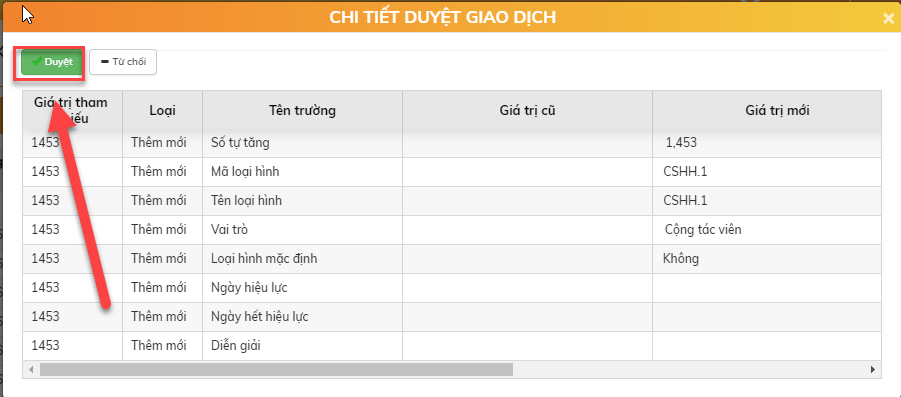 CHI TIẾT DUYỆT GIAO DỊCH
Duyệt Từ chối
Giá trị tham Loại Tên trường Giá trị cũ Giá trị mới
1453 Thêm mới Số tự tăng 1,453
1453 Thêm mới Mã loại hình CSHH.1
1453 Thêm mới Tên loại hình CSHH.1
1453 Thêm mới Vai trò Cộng tác viên
1453 Thêm mới Loại hình mặc định Không
1453 Thêm mới Ngày hiệu lực
1453 Thêm mới Ngày hết hiệu lực
1453 Thêm mới Diễn giải